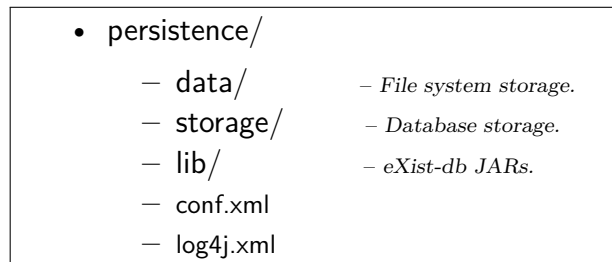 • persistence/
– data/ – File system storage.
– storage/ – Database storage.
– lib/ – eXist-db JARs.
– conf.xml
– log4j.xml